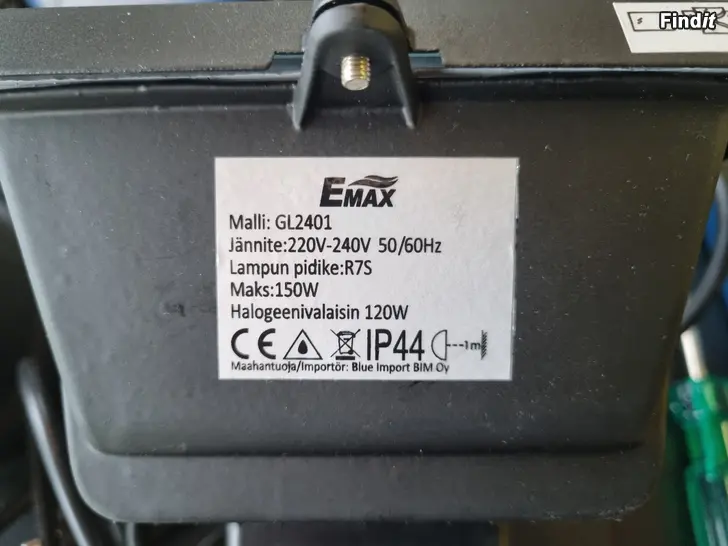 Findit
EMAX
Malli: GL2401
Jännite:220V-240V 50/60Hz
Lampun pidike:R7S
Maks:150W
Halogeenivalaisin 120W
CE IP44 1m
Maahantuoja/Importör: Blue Import BIM Oy